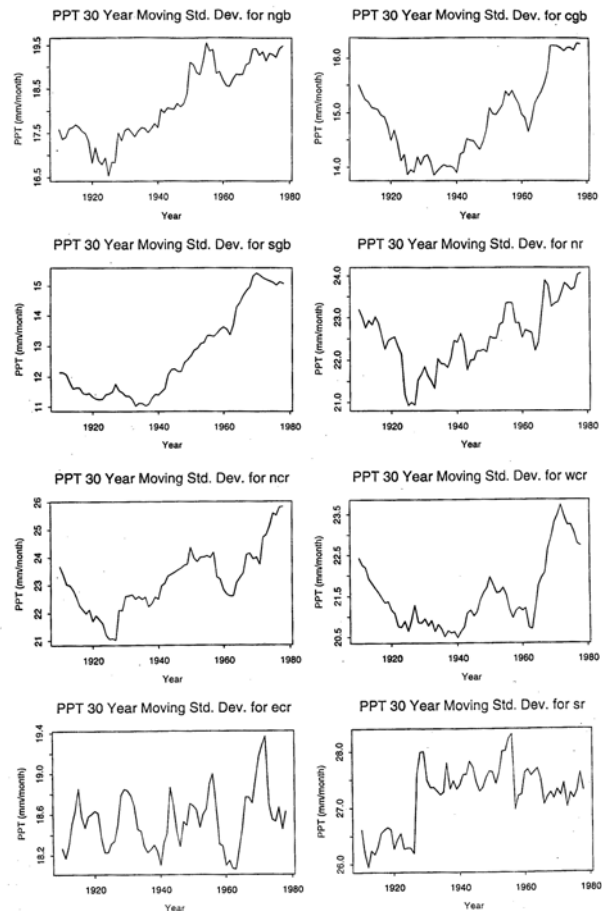 PPT 30 Year Moving Std. Dev. for ngb
PPT (mm/month)
19.5
18.5
17.5
16.5
1920
1940
1960
1980
Year
PPT 30 Year Moving Std. Dev. for cgb
PPT (mm/month)
16.0
15.0
14.0
1920
1940
1960
1980
Year
PPT 30 Year Moving Std. Dev. for sgb
PPT (mm/month)
15
13
12
11
1920
1940
1960
1980
Year
PPT 30 Year Moving Std. Dev. for nr
PPT (mm/month)
24.0
23.0
22.0
21.0
1920
1940
1960
1980
Year
PPT 30 Year Moving Std. Dev. for ncr
PPT (mm/month)
26
25
24
23
22
21
1920
1940
1960
1980
Year
PPT 30 Year Moving Std. Dev. for wcr
PPT (mm/month)
23.5
22.5
21.5
20.5
1920
1940
1960
1980
Year
PPT 30 Year Moving Std. Dev. for ecr
PPT (mm/month)
19.4
19.0
18.6
18.2
1920
1940
1960
1980
Year
PPT 30 Year Moving Std. Dev. for sr
PPT (mm/month)
28.0
27.0
26.0
1920
1940
1960
1980
Year